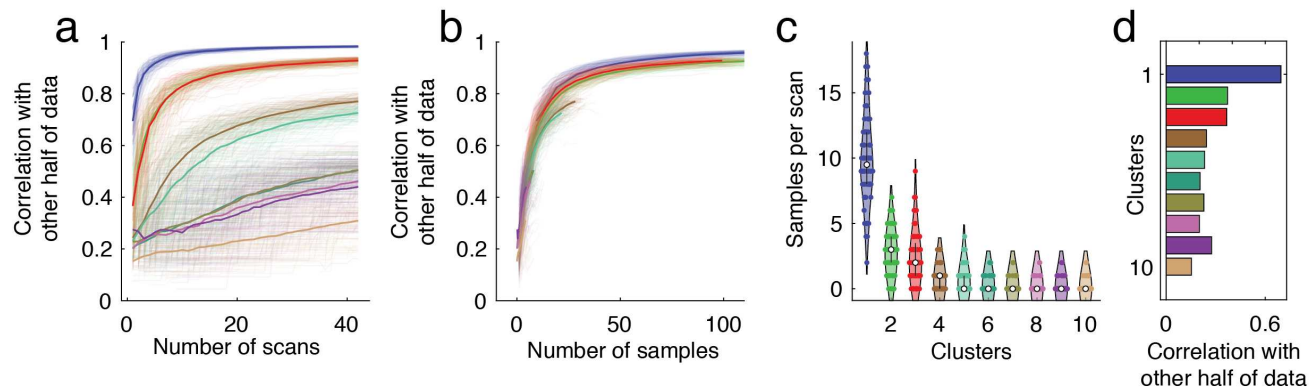 a
Correlation with
other half of data
1
0.8
0.6
0.4
0.2
0
0
20
40
Number of scans
b
Correlation with
other half of data
1
0.8
0.6
0.4
0.2
0
0
50
100
Number of samples
c
Samples per scan
15
10
5
0
2
4
6
8
10
Clusters
d
Clusters
1
10
0
0.6
Correlation with
other half of data